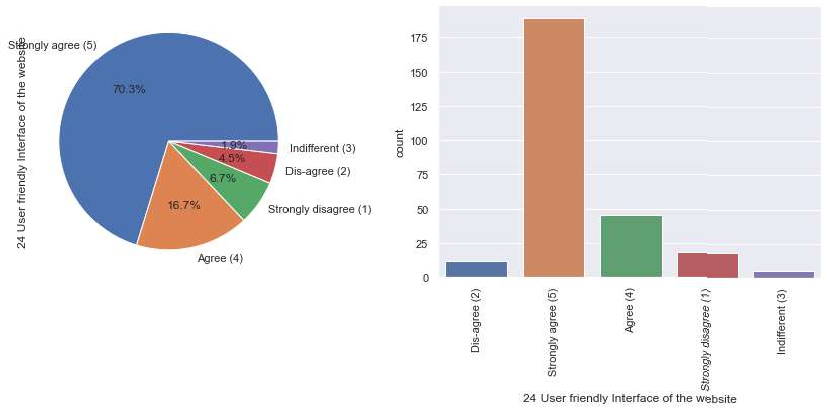 24 User friendly Interface of the website
Strongly agree (5)
70.3%
1.9%
Indifferent (3)
4.5%
Dis-agree (2)
6.7%
Strongly disagree (1)
16.7%
Agree (4)
count
175
150
125
100
75
50
25
0
Dis-agree (2)
Strongly agree (5)
Agree (4)
Strongly disagree (1)
Indifferent (3)
24 User friendly Interface of the website